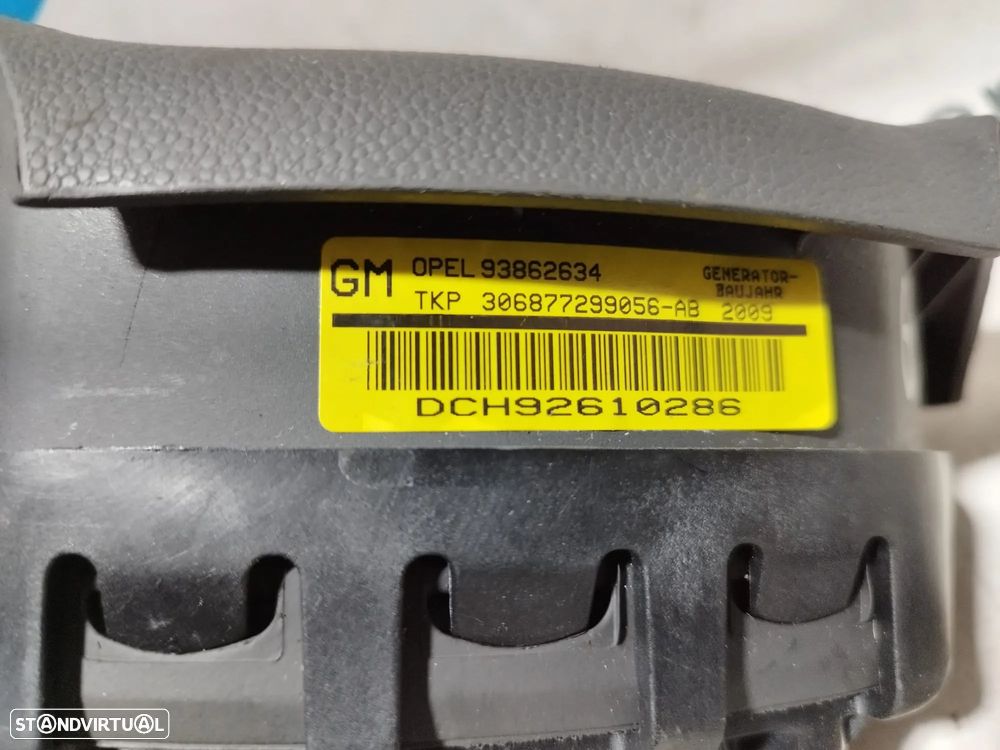 GM OPEL 93862634 GENERATOR-
BAUJAHR
TKP 306877299056-AB 2009
DCH92610286
STANDVIRTUAL